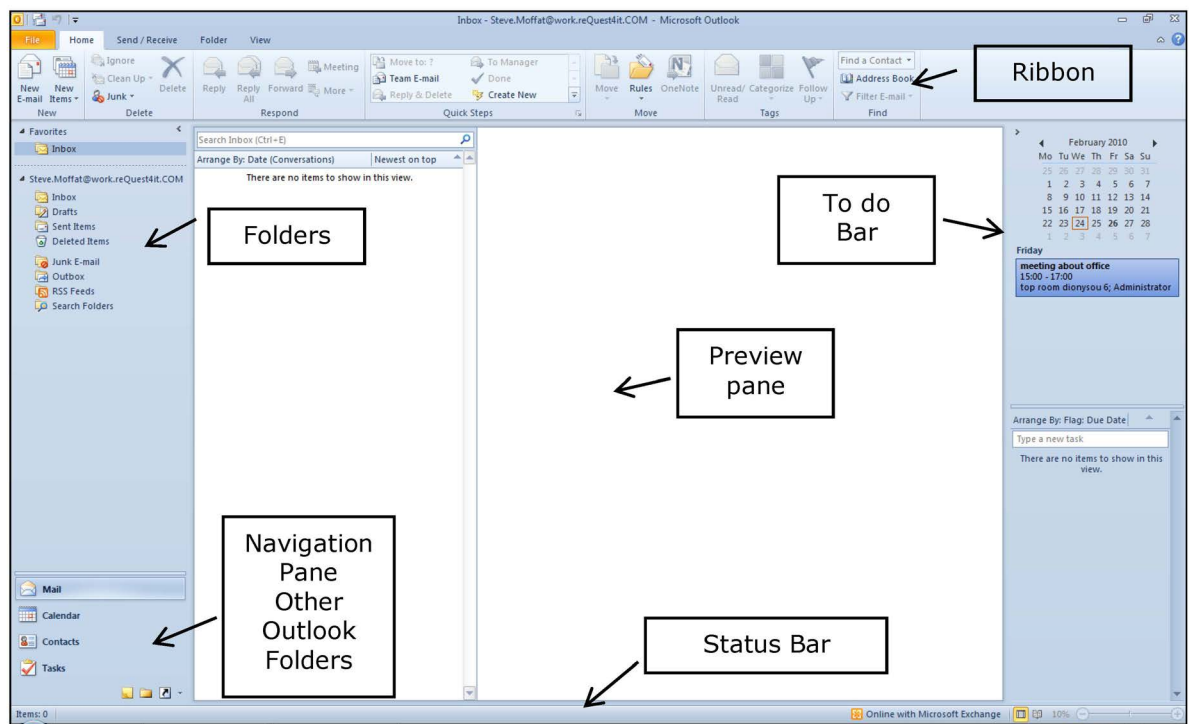 Inbox - Steve.Moffat@work.reQuest4it.COM - Microsoft Outlook
File Home Send / Receive Folder View
New E-mail
New Items
New
Ignore
Clean Up
Junk
Delete
Delete
Reply
Reply All
Forward
Meeting
More
Respond
Move to: ?
Team E-mail
Reply & Delete
To Manager
Done
Create New
Quick Steps
Move
Rules
OneNote
Move
Unread/ Read
Categorize
Follow Up
Tags
Find a Contact
Address Book
Filter E-mail
Find
Ribbon
Favorites
Inbox
Steve.Moffat@work.reQuest4it.COM
Inbox
Drafts
Sent Items
Deleted Items
Junk E-mail
Outbox
RSS Feeds
Search Folders
Folders
Search Inbox (Ctrl+E)
Arrange By: Date (Conversations) Newest on top
There are no items to show in this view.
To do
Bar
Preview
pane
February 2010
Mo Tu We Th Fr Sa Su
25 26 27 28 29 30 31
1 2 3 4 5 6 7
8 9 10 11 12 13 14
15 16 17 18 19 20 21
22 23 24 25 26 27 28
1 2 3 4 5 6 7
Friday
meeting about office
15:00 - 17:00
top room dionysou 6; Administrator
Arrange By: Flag: Due Date
Type a new task
There are no items to show in this
view.
Mail
Calendar
Contacts
Tasks
Navigation
Pane
Other
Outlook
Folders
Status Bar
Items: 0
Online with Microsoft Exchange
10%